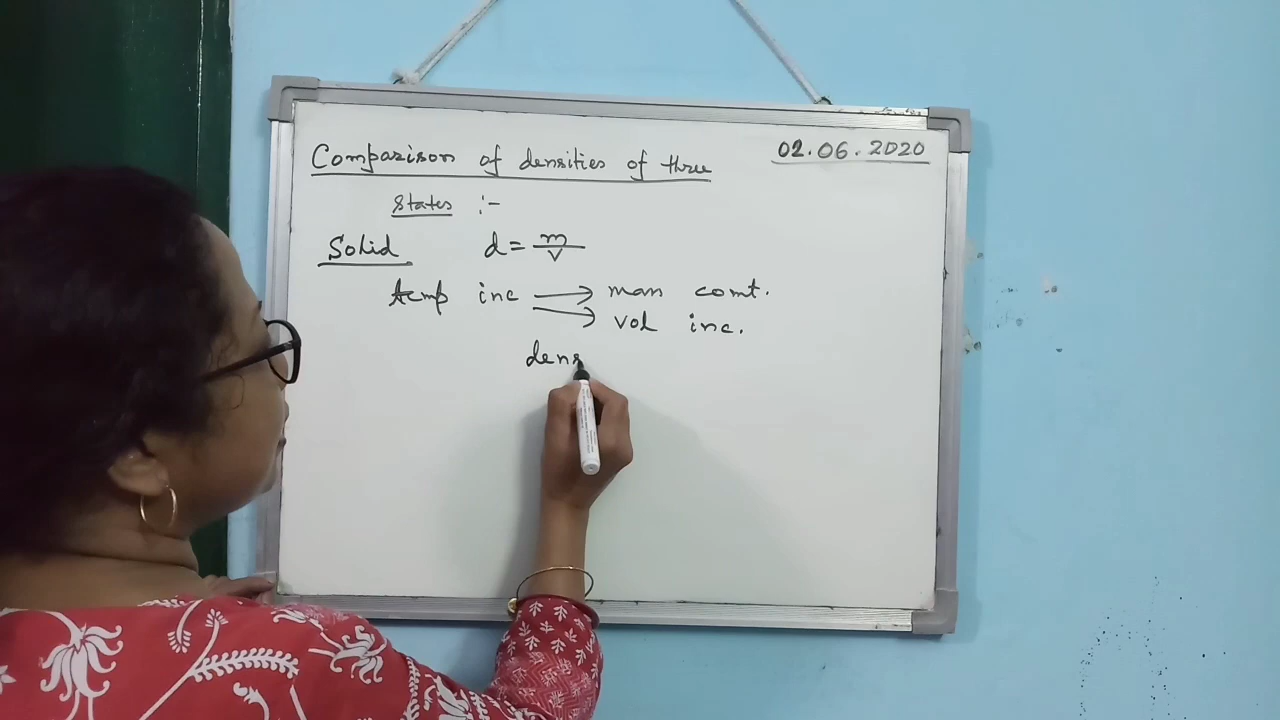 Comparison of densities of three
02.06.2020
States :-
Solid d = m/v
temp inc → mass const.
→ vol inc.
dens